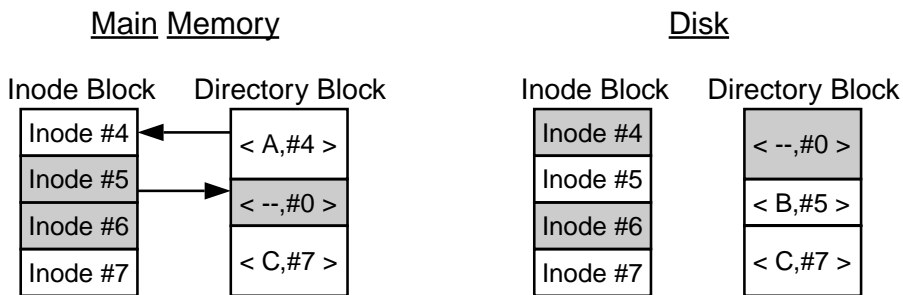 Main Memory
Disk
Inode Block Directory Block
Inode Block Directory Block
Inode #4
Inode #5
Inode #6
Inode #7
< A,#4 >
< --,#0 >
< C,#7 >
Inode #4
Inode #5
Inode #6
Inode #7
< --,#0 >
< B,#5 >
< C,#7 >